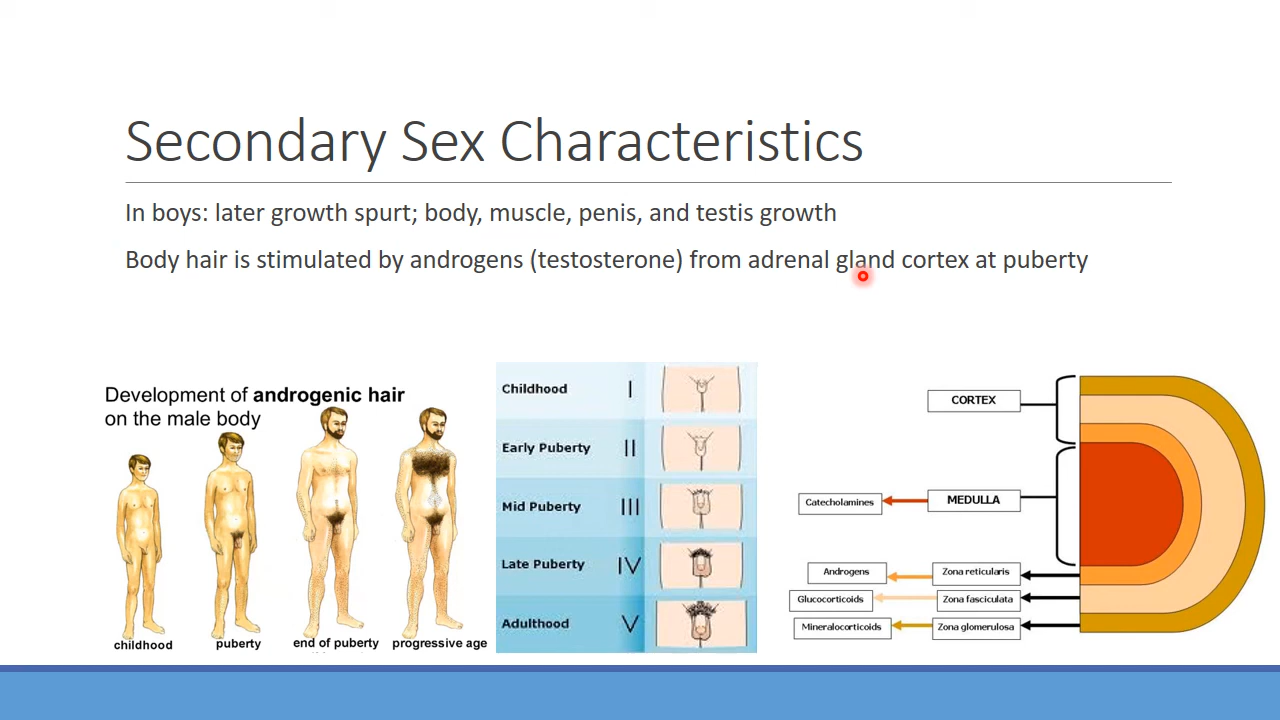 Secondary Sex Characteristics
In boys: later growth spurt; body, muscle, penis, and testis growth
Body hair is stimulated by androgens (testosterone) from adrenal gland cortex at puberty
Development of androgenic hair
on the male body
childhood
puberty
end of puberty
progressive age
Childhood I
Early Puberty II
Mid Puberty III
Late Puberty IV
Adulthood V
CORTEX
Catecholamines
MEDULLA
Androgens
Zona reticularis
Glucocorticoids
Zona fasciculata
Mineralocorticoids
Zona glomerulosa